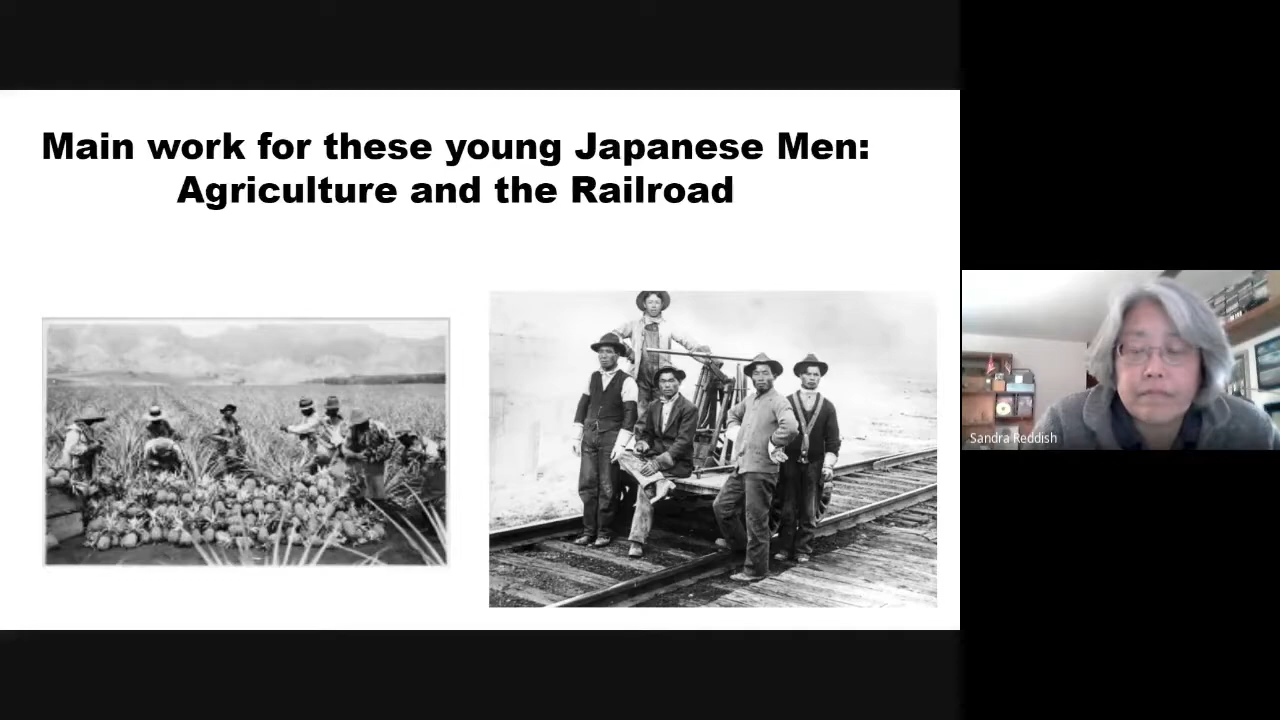 Main work for these young Japanese Men:
Agriculture and the Railroad
Sandra Reddish